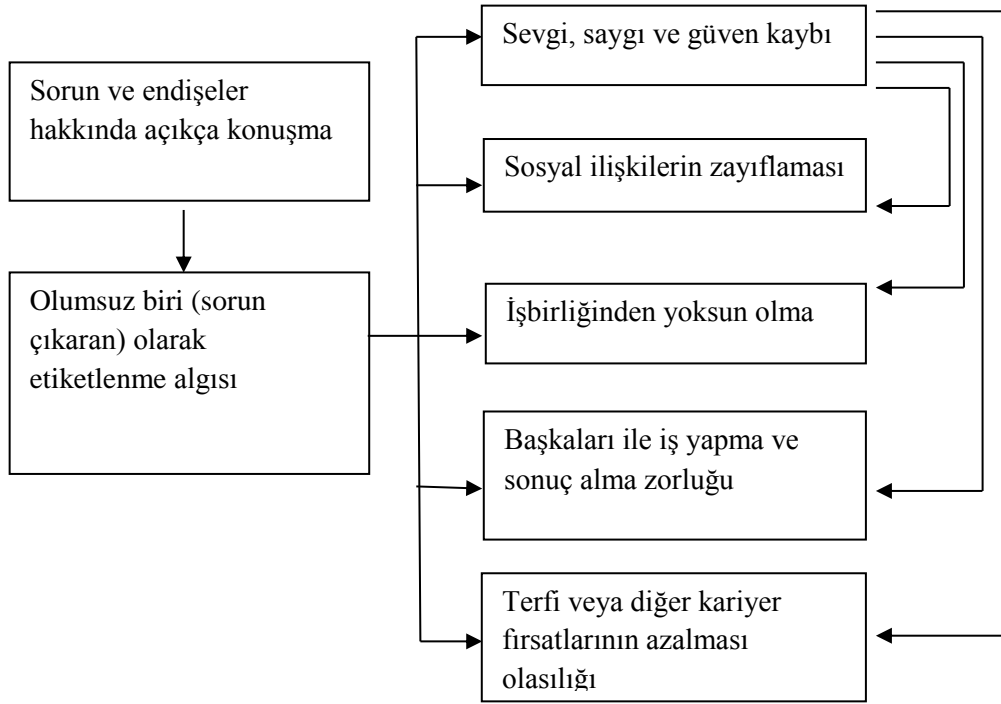 Sorun ve endişeler
hakkında açıkça konuşma
Olumsuz biri (sorun
çıkaran) olarak
etiketlenme algısı
Sevgi, saygı ve güven kaybı
Sosyal ilişkilerin zayıflaması
İşbirliğinden yoksun olma
Başkaları ile iş yapma ve
sonuç alma zorluğu
Terfi veya diğer kariyer
fırsatlarının azalması
olasılığı